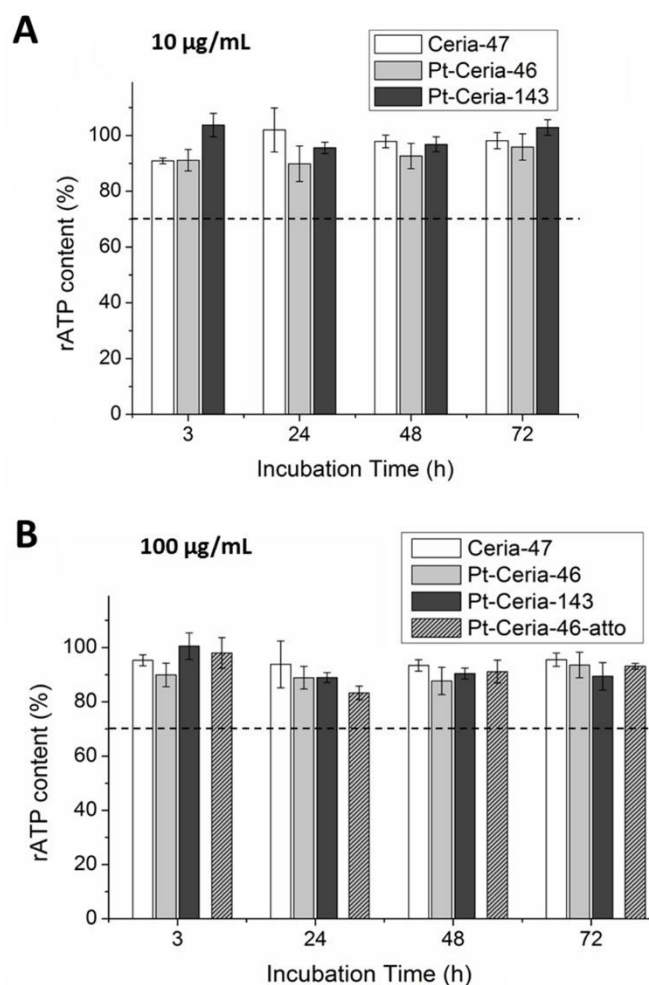 A
10 µg/mL
Ceria-47
Pt-Ceria-46
Pt-Ceria-143
rATP content (%)
100
80
60
40
20
0
3 24 48 72
Incubation Time (h)
B
100 µg/mL
Ceria-47
Pt-Ceria-46
Pt-Ceria-143
Pt-Ceria-46-atto
rATP content (%)
100
80
60
40
20
0
3 24 48 72
Incubation Time (h)